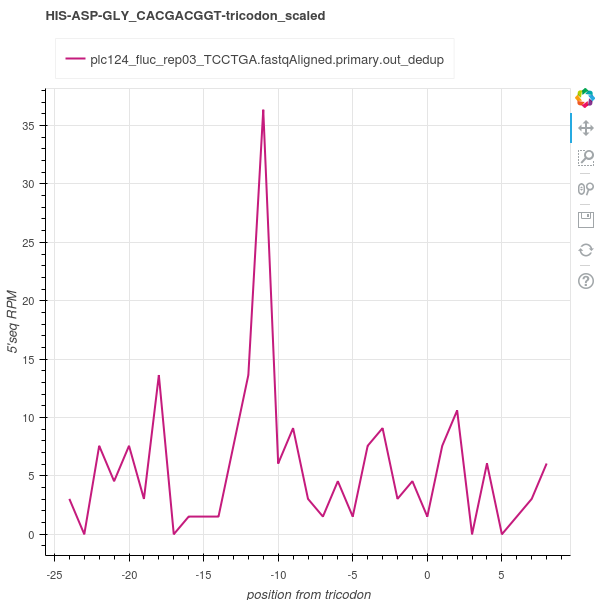 HIS-ASP-GLY_CACGACGGT-tricodon_scaled
plc124_fluc_rep03_TCCTGA.fastqAligned.primary.out_dedup
35
30
25
20
15
10
5
0
5'seq RPM
-25 -20 -15 -10 -5 0 5
position from tricodon